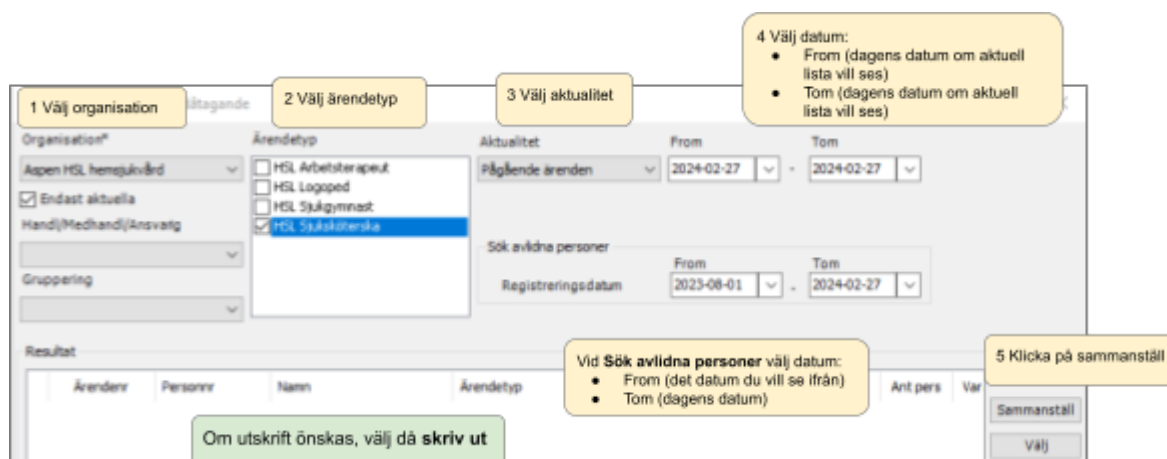 4 Välj datum:
● From (dagens datum om aktuell
lista vill ses)
● Tom (dagens datum om aktuell
lista vill ses)
1 Välj organisation
åtagande
2 Välj ärendetyp
3 Välj aktualitet
Organisation*
Ärendetyp
Aktualitet
From
Tom
Aspen HSL hemsjukvård
HSL Arbetsterapeut
Pågående ärenden
2024-02-27
-
2024-02-27
HSL Logoped
Endast aktuella
HSL Sjukgymnast
Handl/Medhandl/Ansvarig
HSL Sjuksköterska
Sök avlidna personer
From
Tom
Gruppering
Registreringsdatum
2023-08-01
-
2024-02-27
Resultat
Vid Sök avlidna personer välj datum:
● From (det datum du vill se ifrån)
● Tom (dagens datum)
5 Klicka på sammanställ
Ärendenr
Personnr
Namn
Ärendetyp
Ant pers
Var
Sammanställ
Om utskrift önskas, välj då skriv ut
Välj